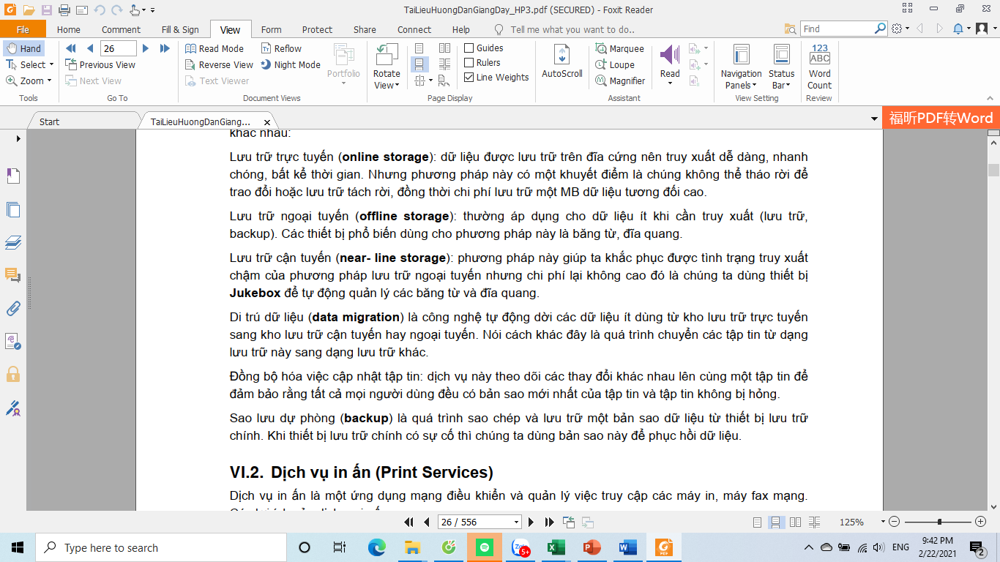 TaiLieuHuongDanGiangDay_HP3.pdf (SECURED) - Foxit Reader
File Home Comment Fill & Sign View Form Protect Share Connect Help Tell me what you want to do.. Find
Hand 26 Read Mode Reflow Guides Marquee 123
Select Previous View Reverse View Night Mode Portfolio Rotate View Rulers AutoScroll Loupe Read Navigation Panels Status Bar Word Count ABC
Zoom Next View Text Viewer Line Weights Magnifier
Tools Go To Document Views Page Display Assistant View Setting Review
Start TaiLieuHuongDanGiang... 福昕PDF转Word
khác nhau:
Lưu trữ trực tuyến (online storage): dữ liệu được lưu trữ trên đĩa cứng nên truy xuất dễ dàng, nhanh
chóng, bất kể thời gian. Nhưng phương pháp này có một khuyết điểm là chúng không thể tháo rời để
trao đổi hoặc lưu trữ tách rời, đồng thời chi phí lưu trữ một MB dữ liệu tương đối cao.
Lưu trữ ngoại tuyến (offline storage): thường áp dụng cho dữ liệu ít khi cần truy xuất (lưu trữ,
backup). Các thiết bị phổ biến dùng cho phương pháp này là băng từ, đĩa quang.
Lưu trữ cận tuyến (near- line storage): phương pháp này giúp ta khắc phục được tình trạng truy xuất
chậm của phương pháp lưu trữ ngoại tuyến nhưng chi phí lại không cao đó là chúng ta dùng thiết bị
Jukebox để tự động quản lý các băng từ và đĩa quang.
Di trú dữ liệu (data migration) là công nghệ tự động dời các dữ liệu ít dùng từ kho lưu trữ trực tuyến
sang kho lưu trữ cận tuyến hay ngoại tuyến. Nói cách khác đây là quá trình chuyển các tập tin từ dạng
lưu trữ này sang dạng lưu trữ khác.
Đồng bộ hóa việc cập nhật tập tin: dịch vụ này theo dõi các thay đổi khác nhau lên cùng một tập tin để
đảm bảo rằng tất cả mọi người dùng đều có bản sao mới nhất của tập tin và tập tin không bị hỏng.
Sao lưu dự phòng (backup) là quá trình sao chép và lưu trữ một bản sao dữ liệu từ thiết bị lưu trữ
chính. Khi thiết bị lưu trữ chính có sự cố thì chúng ta dùng bản sao này để phục hồi dữ liệu.
VI.2. Dịch vụ in ấn (Print Services)
Dịch vụ in ấn là một ứng dụng mạng điều khiển và quản lý việc truy cập các máy in, máy fax mạng.
26 / 556 125%
Type here to search Zalo 5+ ENG 9:42 PM
2/22/2021 2